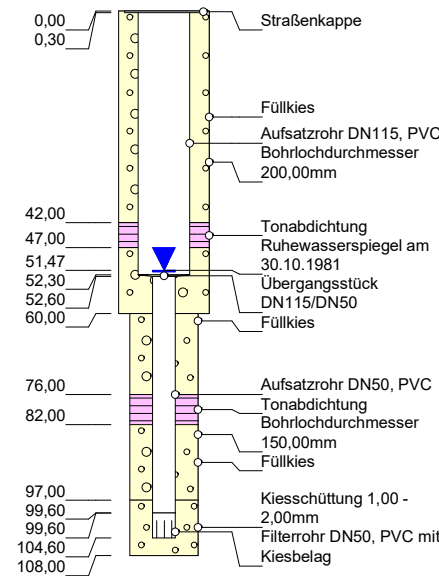 0,00
0,30
42,00
47,00
51,47
52,30
52,60
60,00
76,00
82,00
97,00
99,60
99,60
104,60
108,00
Straßenkappe
Füllkies
Aufsatzrohr DN115, PVC
Bohrlochdurchmesser
200,00mm
Tonabdichtung
Ruhewasserspiegel am
30.10.1981
Übergangsstück
DN115/DN50
Füllkies
Aufsatzrohr DN50, PVC
Tonabdichtung
Bohrlochdurchmesser
150,00mm
Füllkies
Kiesschüttung 1,00 -
2,00mm
Filterrohr DN50, PVC mit
Kiesbelag